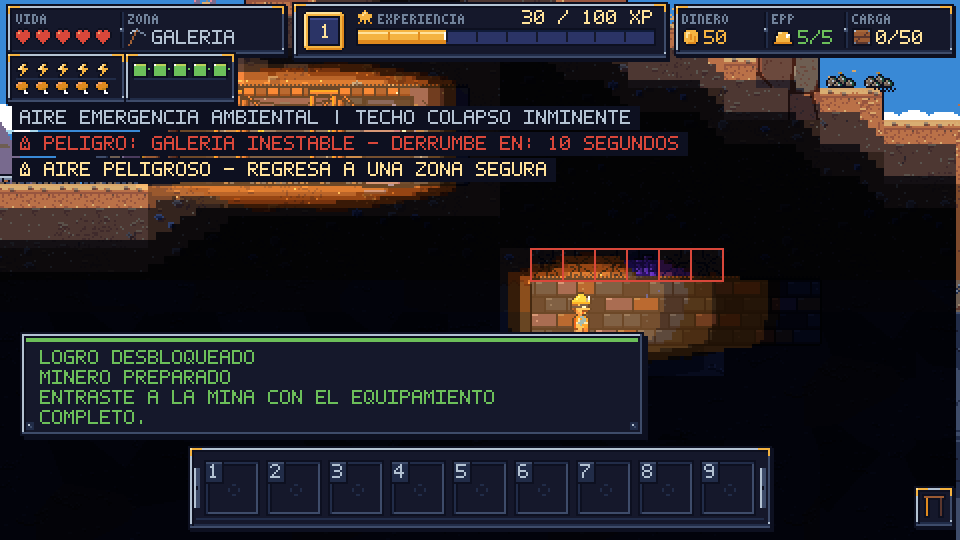 VIDA
ZONA
GALERIA
1
EXPERIENCIA
30 / 100 XP
DINERO
50
EPP
5/5
CARGA
0/50
AIRE EMERGENCIA AMBIENTAL | TECHO COLAPSO INMINENTE
PELIGRO: GALERIA INESTABLE - DERRUMBE EN: 10 SEGUNDOS
AIRE PELIGROSO - REGRESA A UNA ZONA SEGURA
LOGRO DESBLOQUEADO
MINERO PREPARADO
ENTRASTE A LA MINA CON EL EQUIPAMIENTO
COMPLETO.
1 2 3 4 5 6 7 8 9